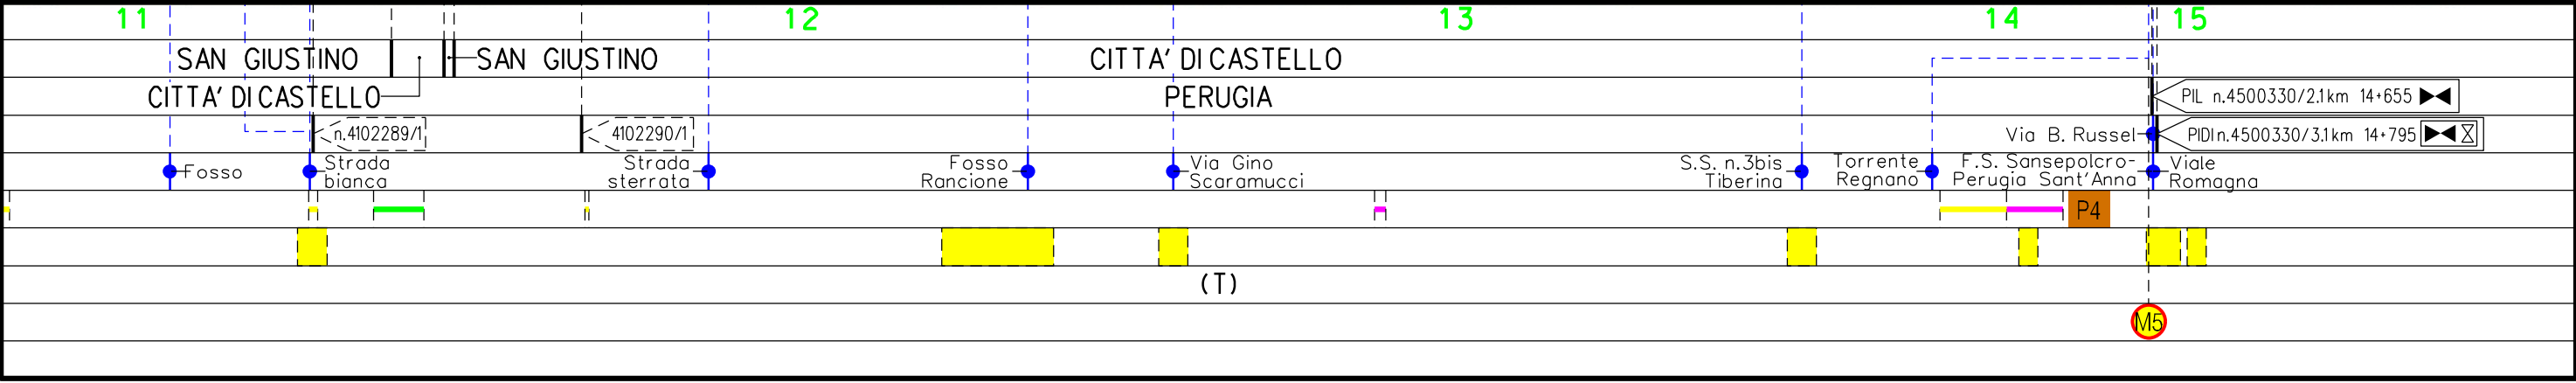 11 12 13 14 15
SAN GIUSTINO SAN GIUSTINO CITTA' DI CASTELLO
CITTA' DI CASTELLO PERUGIA PIL n.4500330/2.1km 14+655
n.4102289/1 4102290/1 Via B. Russel PIDI n.4500330/3.1km 14+795
Fosso
Strada
bianca
Strada
sterrata
Fosso
Rancione
Via Gino
Scaramucci
S.S. n.3bis
Tiberina
Torrente
Regnano
F.S. Sansepolcro-
Perugia Sant'Anna
Viale
Romagna
P4
(T)
M5